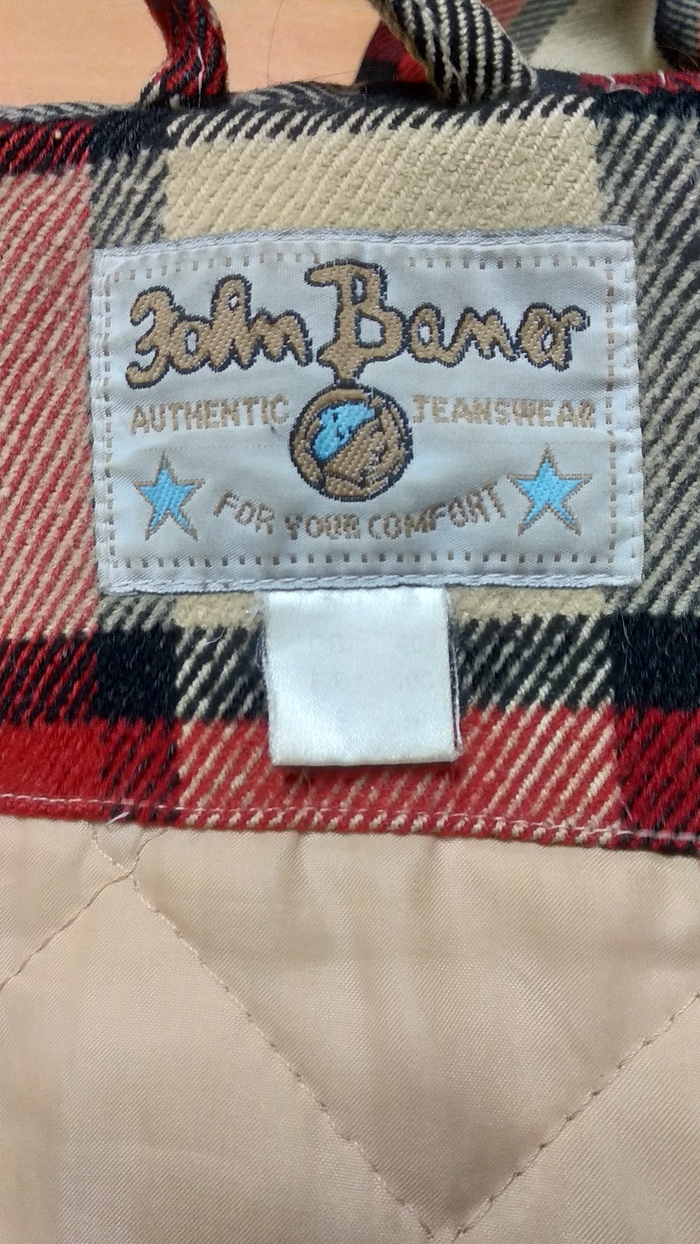 John Baner
AUTHENTIC JEANSWEAR
FOR YOUR COMFORT